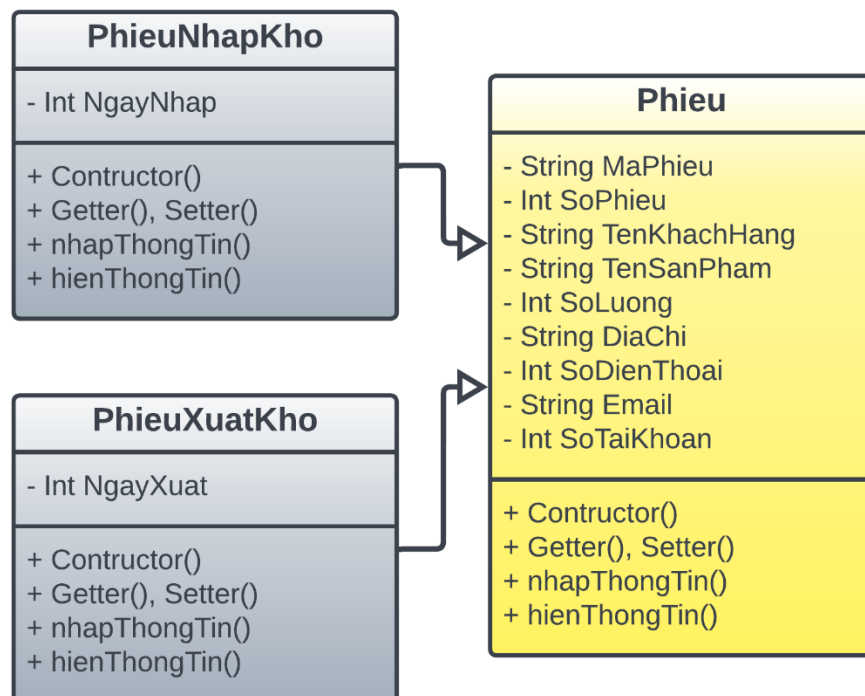 PhieuNhapKho
- Int NgayNhap
+ Contructor()
+ Getter(), Setter()
+ nhapThongTin()
+ hienThongTin()
PhieuXuatKho
- Int NgayXuat
+ Contructor()
+ Getter(), Setter()
+ nhapThongTin()
+ hienThongTin()
Phieu
- String MaPhieu
- Int SoPhieu
- String TenKhachHang
- String TenSanPham
- Int SoLuong
- String DiaChi
- Int SoDienThoai
- String Email
- Int SoTaiKhoan
+ Contructor()
+ Getter(), Setter()
+ nhapThongTin()
+ hienThongTin()